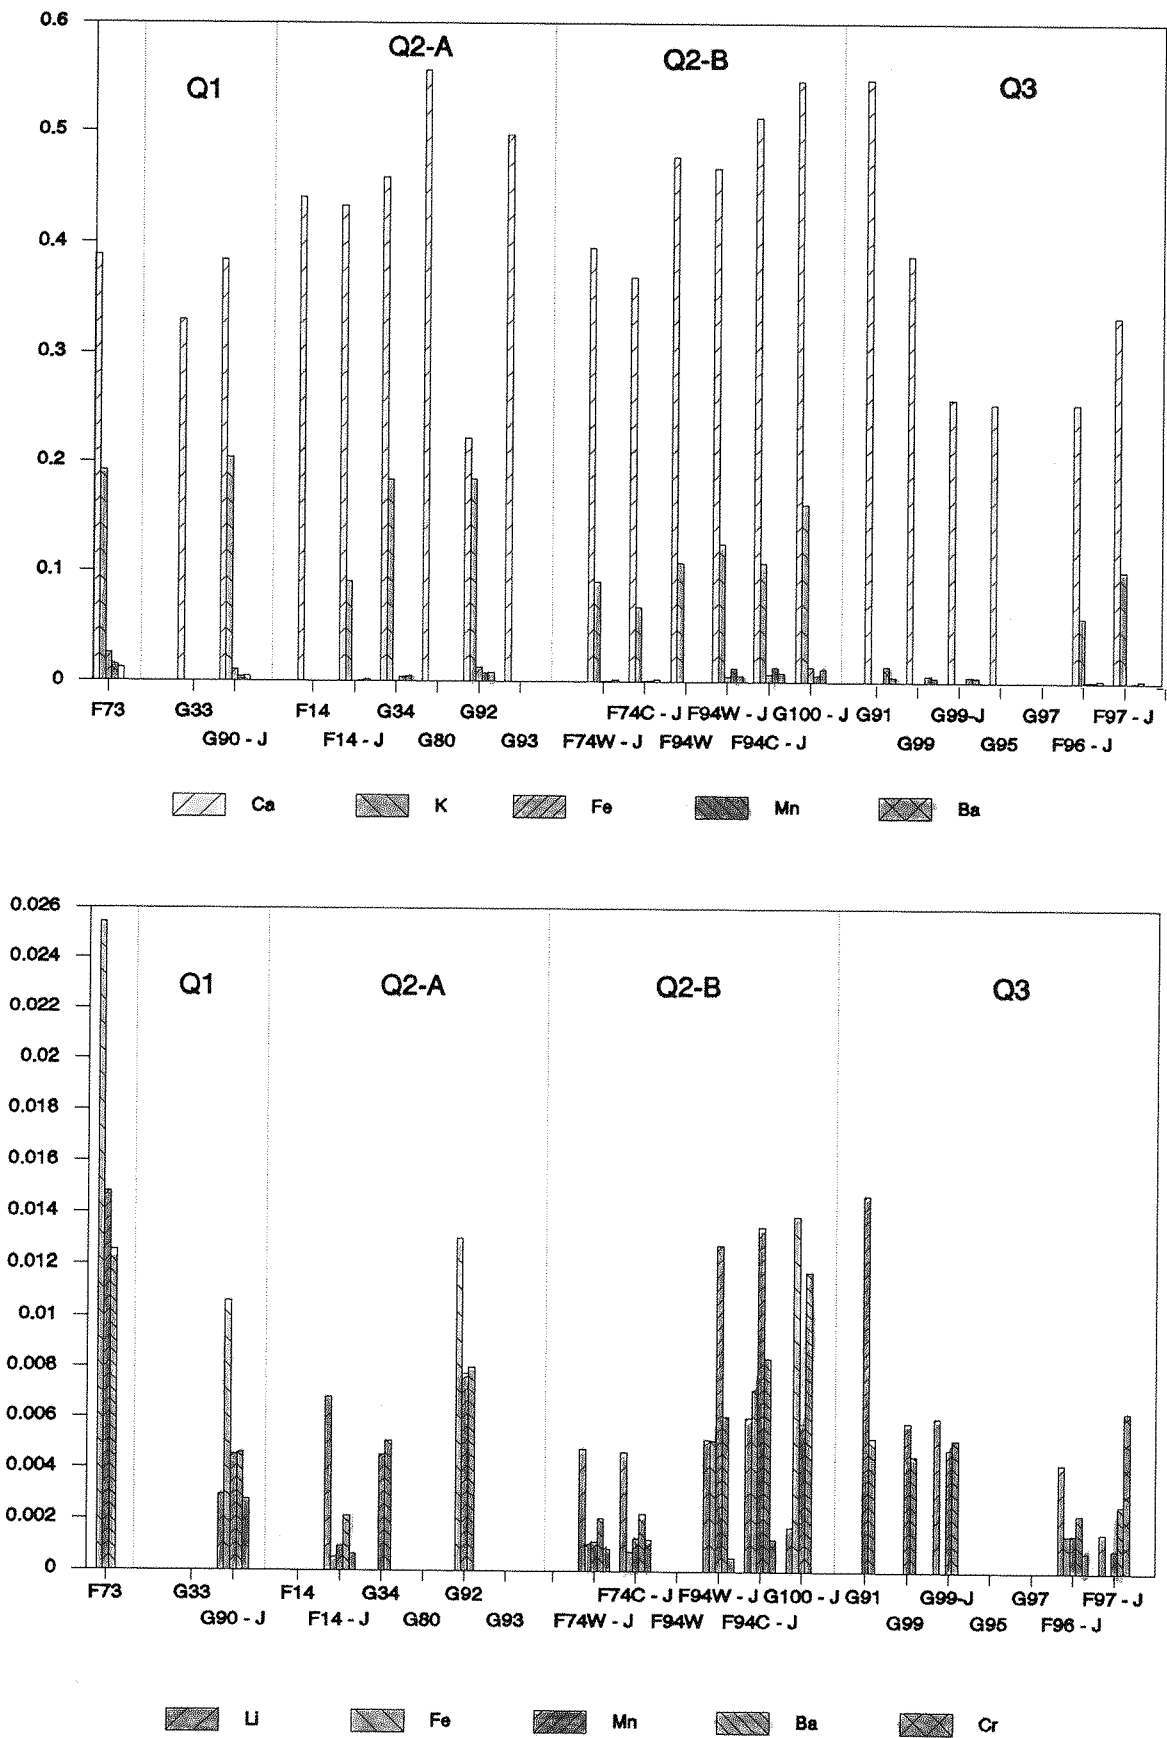 0.6
Q2-A
Q2-B
Q1
Q3
0.5
0.4
0.3
0.2
0.1
0
F73 G33 F14 G34 G92 F74C - J F94W - J G100 - J G91 G99-J G97 F97 - J
G90 - J F14 - J G80 G93 F74W - J F94W F94C - J G99 G95 F96 - J
Ca K Fe Mn Ba
0.026
0.024
Q1 Q2-A Q2-B Q3
0.022
0.02
0.018
0.016
0.014
0.012
0.01
0.008
0.006
0.004
0.002
0
F73 G33 F14 G34 G92 F74C - J F94W - J G100 - J G91 G99-J G97 F97 - J
G90 - J F14 - J G80 G93 F74W - J F94W F94C - J G99 G95 F96 - J
Li Fe Mn Ba Cr